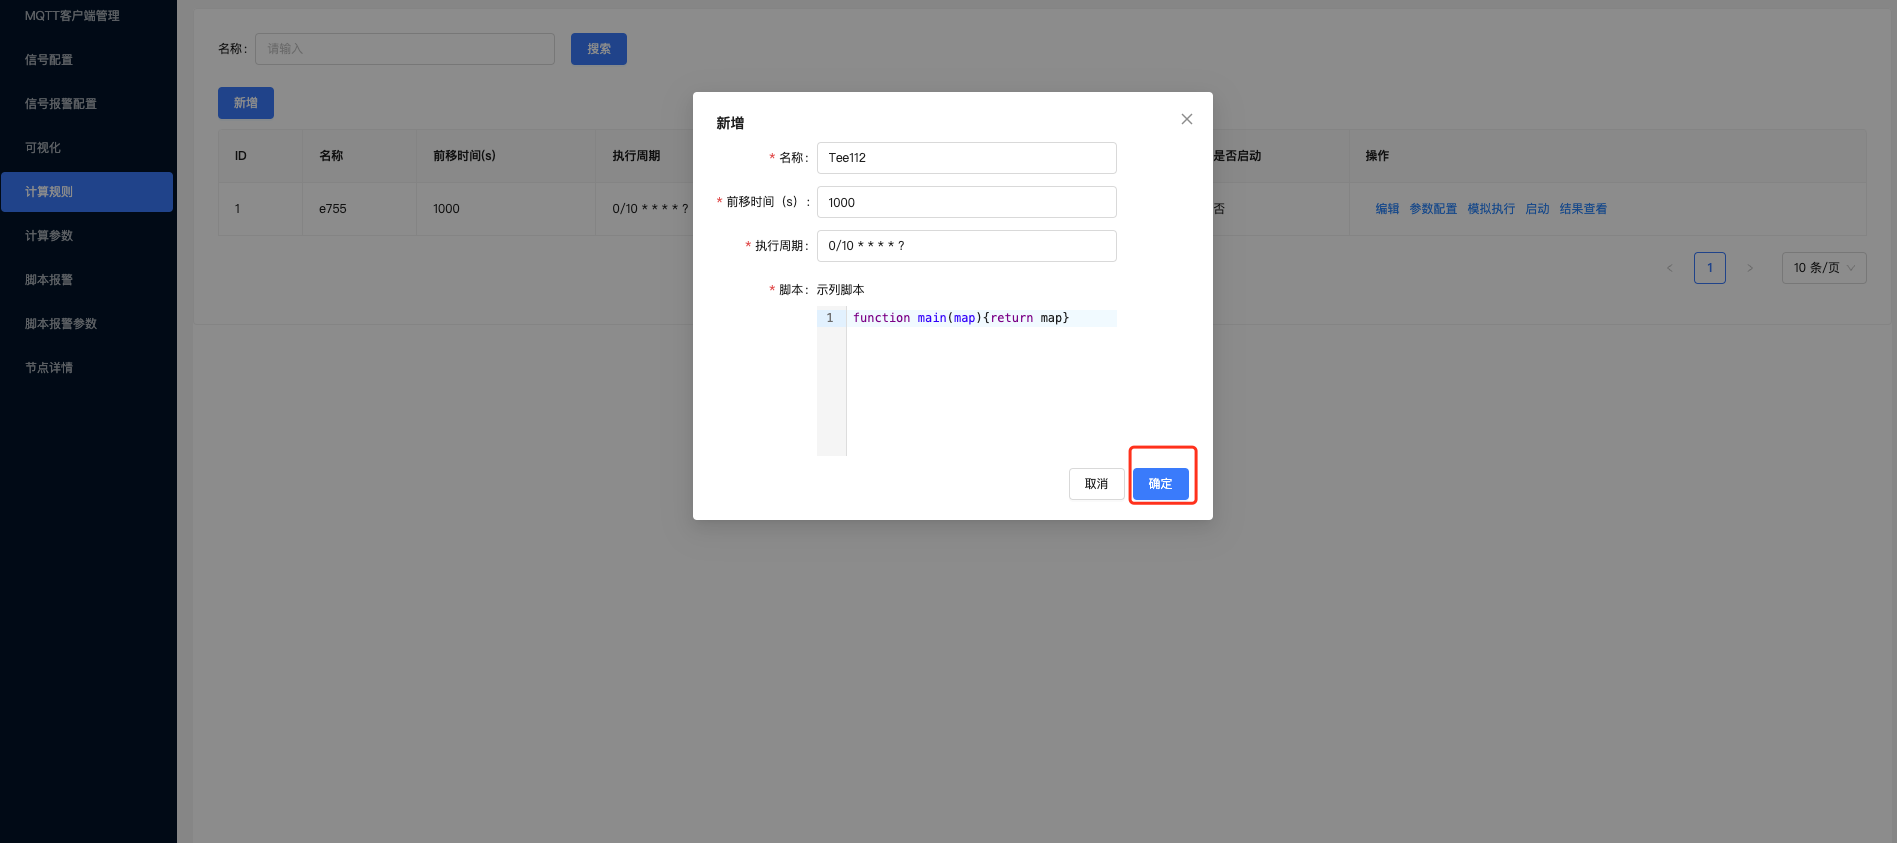 MQTT客户端管理
信号配置
信号报警配置
可视化
计算规则
计算参数
脚本报警
脚本报警参数
节点详情
名称: 请输入 搜索
新增
ID 名称 前移时间(s) 执行周期 是否启动 操作
1 e755 1000 0/10 * * * * ? 否 编辑 参数配置 模拟执行 启动 结果查看
1 10 条/页
新增
* 名称: Tee112
* 前移时间（s）: 1000
* 执行周期: 0/10 * * * * ?
* 脚本: 示列脚本
1 function main(map){return map}
取消 确定